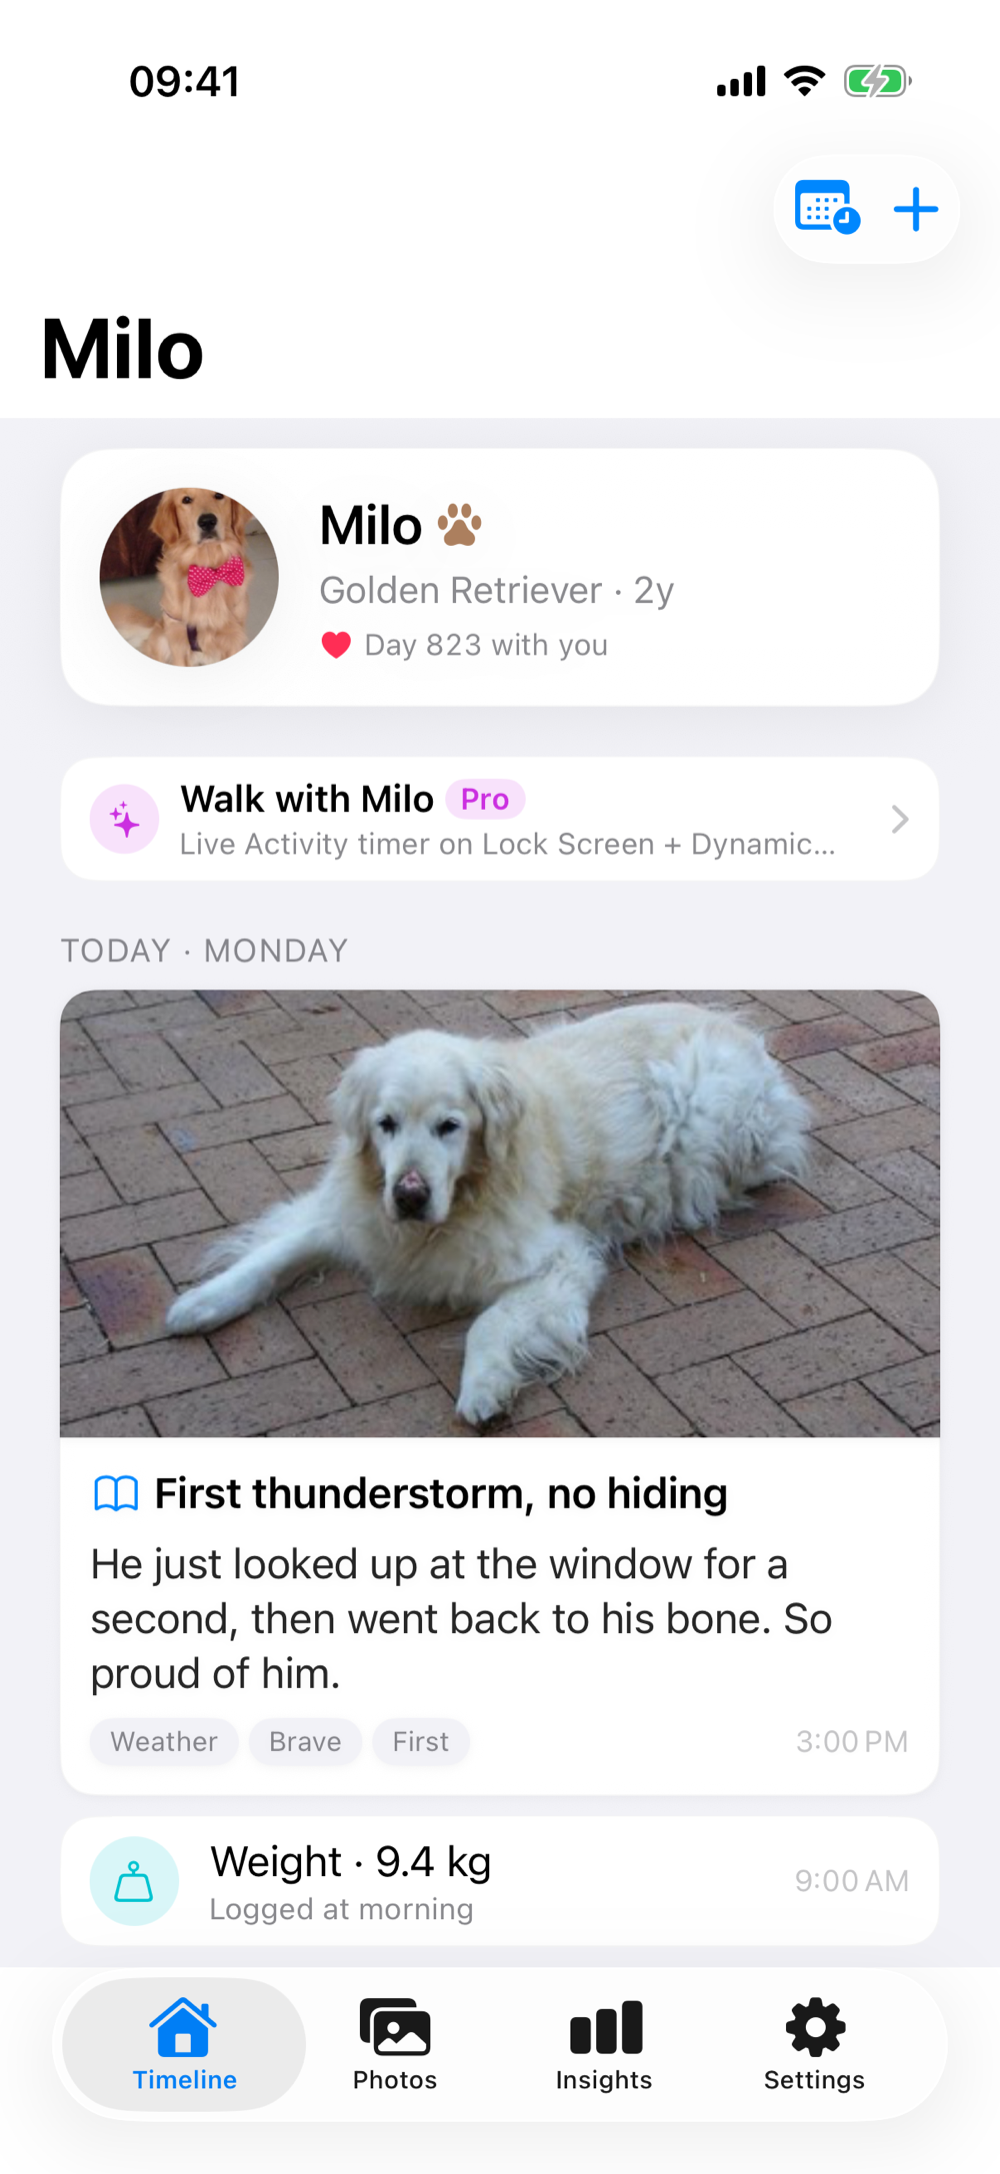 09:41
Milo
Milo
Golden Retriever · 2y
Day 823 with you
Walk with Milo Pro
Live Activity timer on Lock Screen + Dynamic...
TODAY · MONDAY
First thunderstorm, no hiding
He just looked up at the window for a
second, then went back to his bone. So
proud of him.
Weather Brave First 3:00 PM
Weight · 9.4 kg
9:00 AM
Logged at morning
Timeline Photos Insights Settings